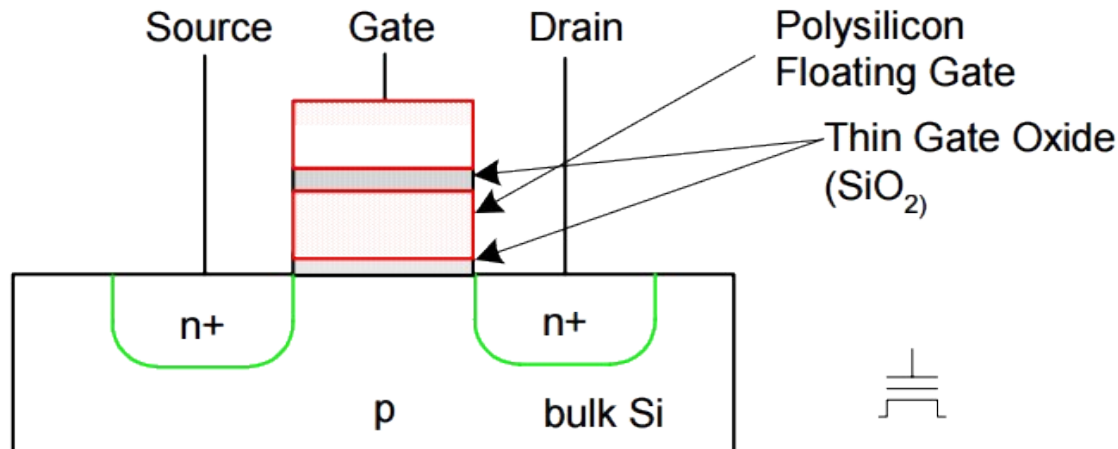 Source
Gate
Drain
Polysilicon
Floating Gate
Thin Gate Oxide
(SiO₂)
n+
n+
p
bulk Si